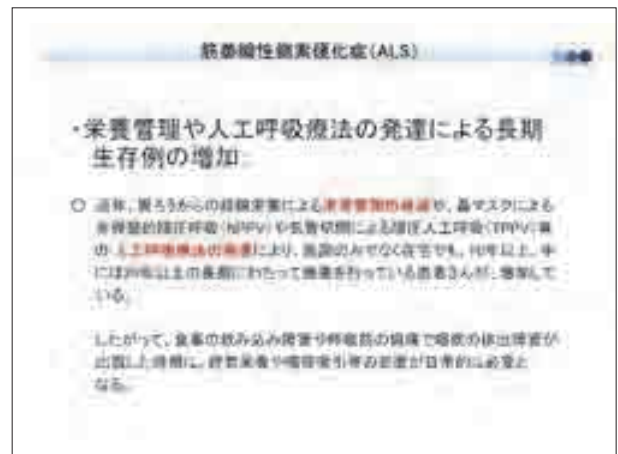 筋萎縮性側索硬化症(ALS)
・栄養管理や人工呼吸療法の発達による長期
生存例の増加
○ 近年、胃ろうからの経腸栄養による栄養管理の発達や、鼻マスクによる
非侵襲的陽圧呼吸(NPPV)や気管切開による陽圧人工呼吸(TPPV)等
の人工呼吸療法の発達により、施設のみでなく在宅でも、10年以上、中
には20年以上の長期にわたって療養を行っている患者さんが、増加して
いる。
したがって、食事の飲み込み障害や呼吸筋の障害で喀痰の排出障害が
出現した時期に、経管栄養や喀痰吸引等の処置が日常的に必要と
なる。